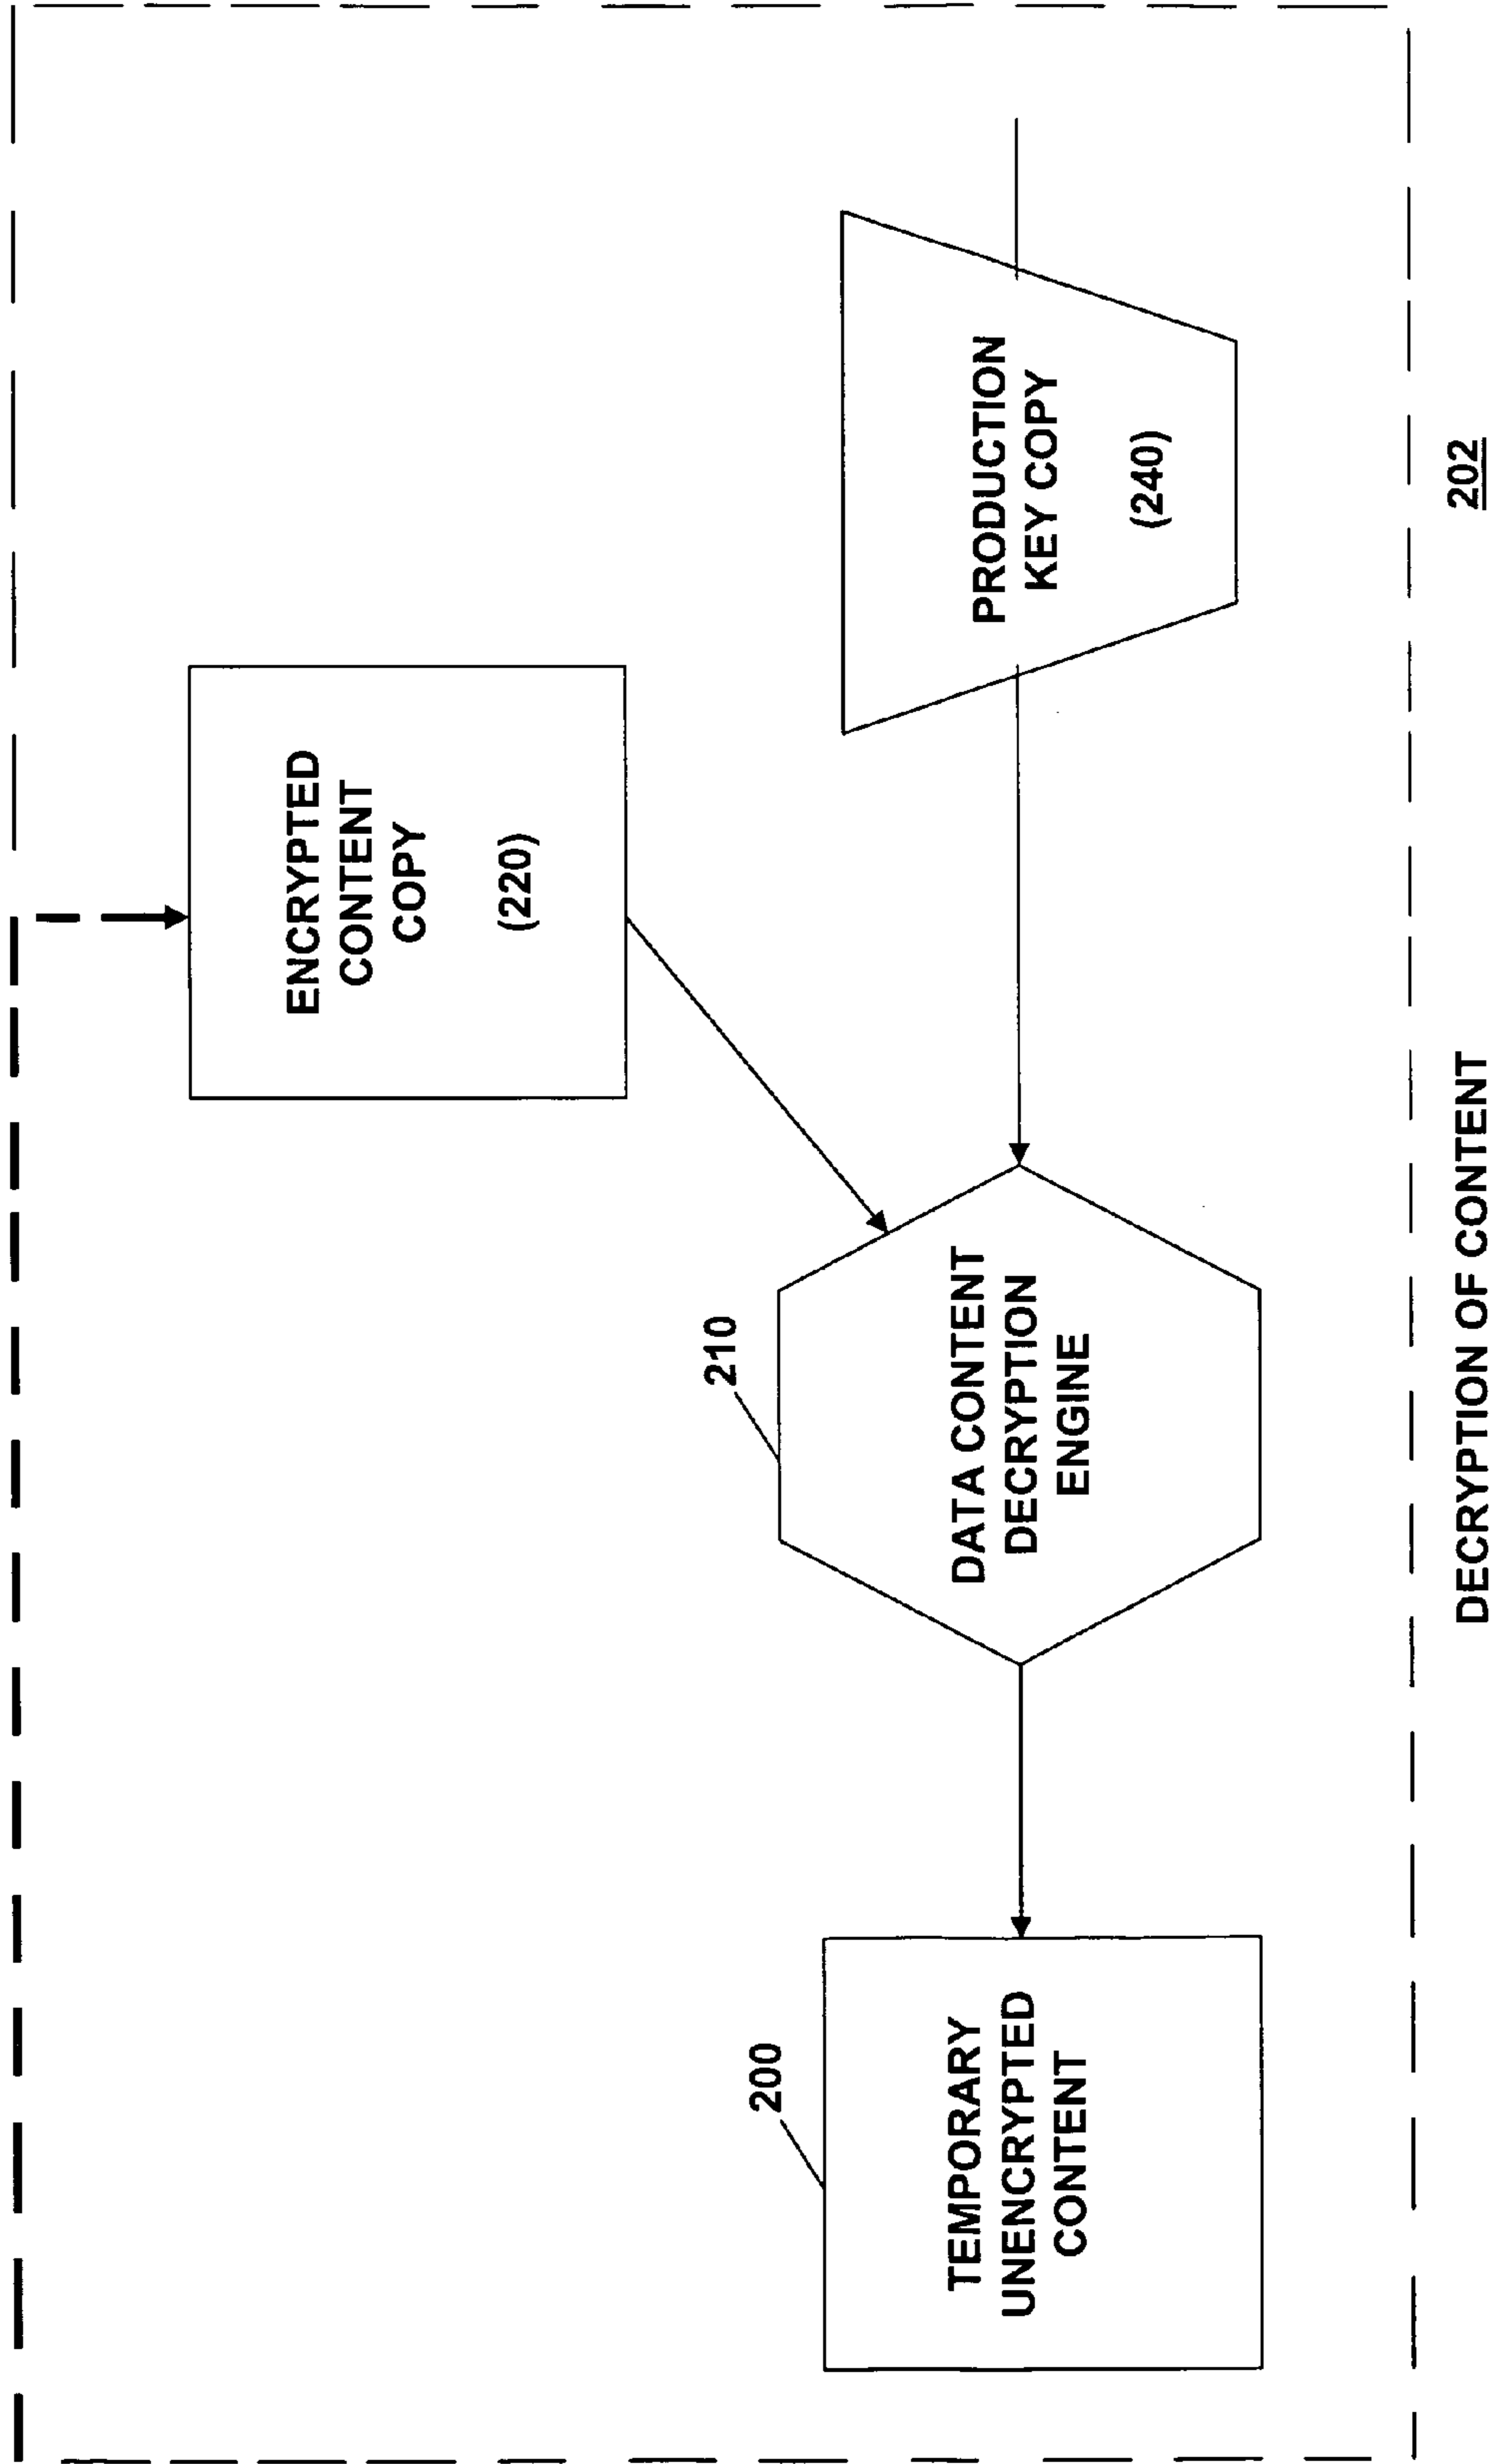 ENCRYPTED
CONTENT
COPY
(220)
210
200
TEMPORARY
UNENCRYPTED
CONTENT
DATA CONTENT
DECRYPTION
ENGINE
PRODUCTION
KEY COPY
(240)
DECRYPTION OF CONTENT
202